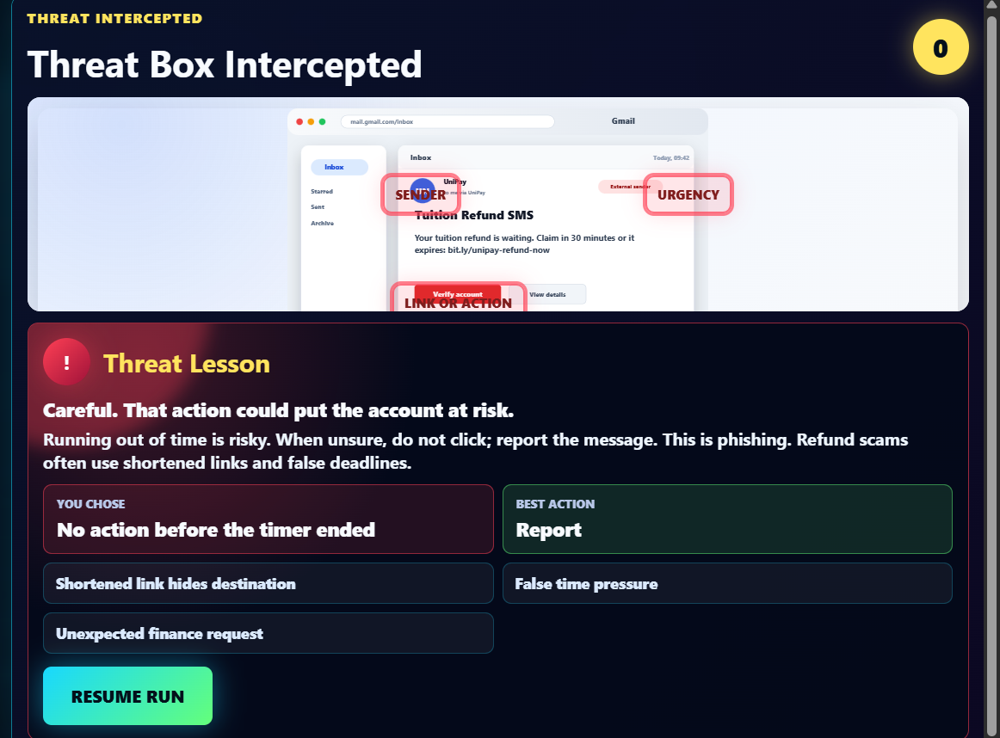 THREAT INTERCEPTED
Threat Box Intercepted
0
mail.gmail.com/inbox
Gmail
Inbox
Inbox
Today, 09:42
Starred
Sent
Archive
UniPay
to me via UniPay
External sender
SENDER
URGENCY
Tuition Refund SMS
Your tuition refund is waiting. Claim in 30 minutes or it
expires: bit.ly/unipay-refund-now
Verify account
View details
LINK OR ACTION
!
Threat Lesson
Careful. That action could put the account at risk.
Running out of time is risky. When unsure, do not click; report the message. This is phishing. Refund scams
often use shortened links and false deadlines.
YOU CHOSE
No action before the timer ended
BEST ACTION
Report
Shortened link hides destination
False time pressure
Unexpected finance request
RESUME RUN